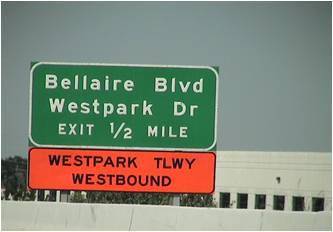 Bellaire Blvd
Westpark Dr
EXIT 1/2 MILE
WESTPARK TLWY
WESTBOUND